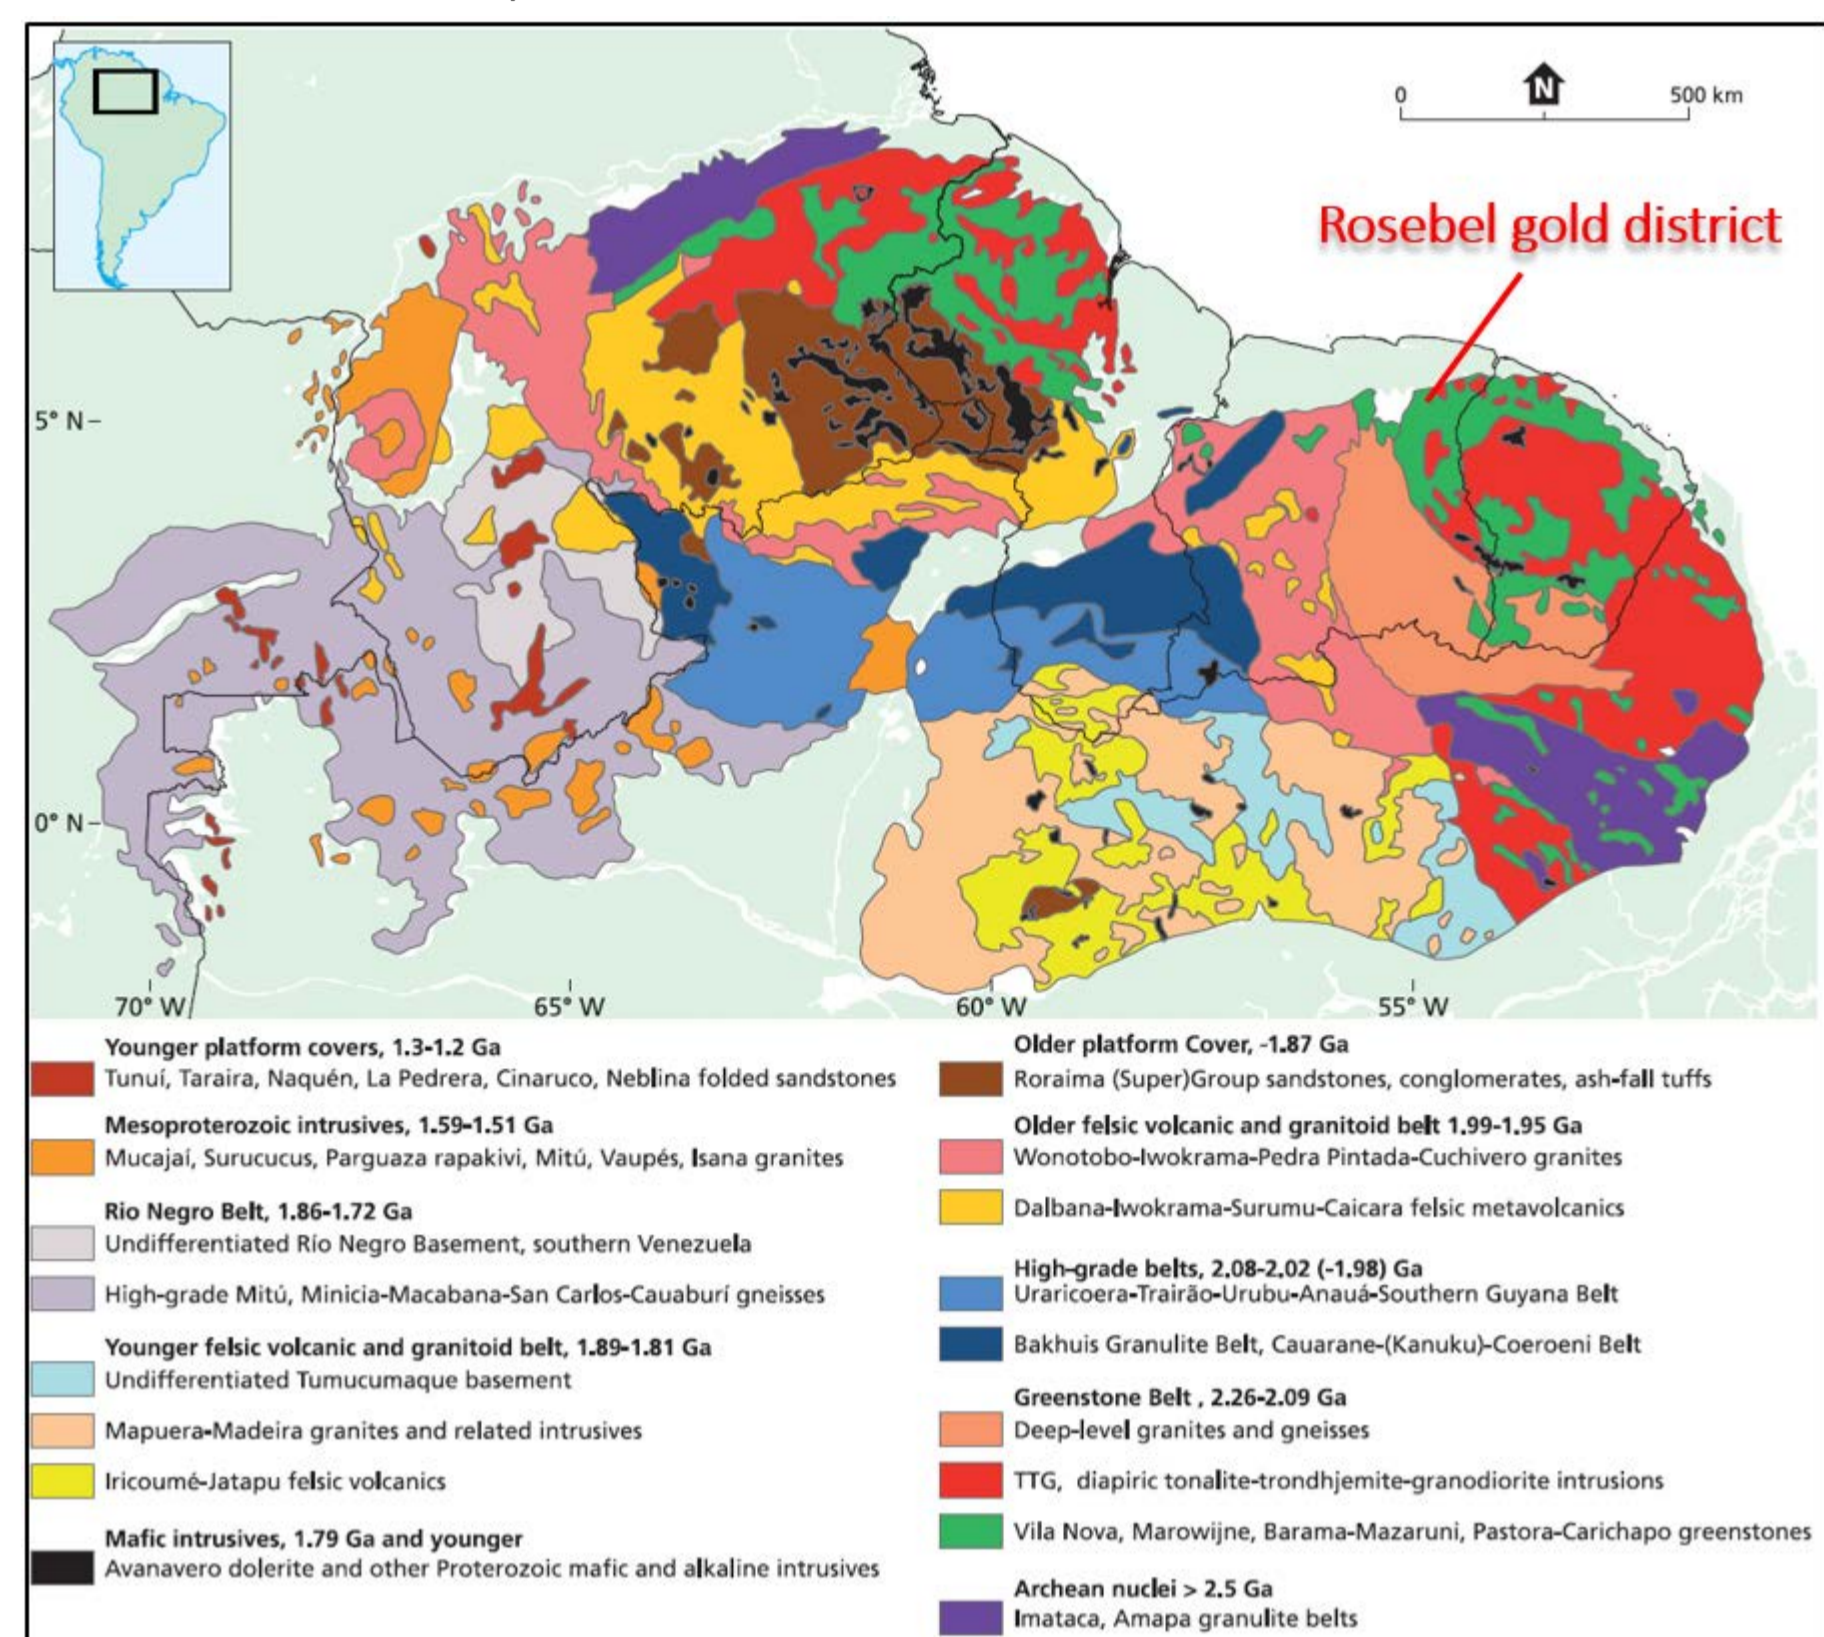 0
N
500 km
Rosebel gold district
5° N
0° N
70° W
65° W
60° W
55° W
Younger platform covers, 1.3-1.2 Ga
Tunuí, Taraira, Naquén, La Pedrera, Cinaruco, Neblina folded sandstones
Mesoproterozoic intrusives, 1.59-1.51 Ga
Mucajaí, Surucucus, Parguaza rapakivi, Mitú, Vaupés, Isana granites
Rio Negro Belt, 1.86-1.72 Ga
Undifferentiated Río Negro Basement, southern Venezuela
High-grade Mitú, Minicia-Macabana-San Carlos-Cauaburí gneisses
Younger felsic volcanic and granitoid belt, 1.89-1.81 Ga
Undifferentiated Tumucumaque basement
Mapuera-Madeira granites and related intrusives
Iricoumé-Jatapu felsic volcanics
Mafic intrusives, 1.79 Ga and younger
Avanavero dolerite and other Proterozoic mafic and alkaline intrusives
Older platform Cover, -1.87 Ga
Roraima (Super)Group sandstones, conglomerates, ash-fall tuffs
Older felsic volcanic and granitoid belt 1.99-1.95 Ga
Wonotobo-Iwokrama-Pedra Pintada-Cuchivero granites
Dalbana-Iwokrama-Surumu-Caicara felsic metavolcanics
High-grade belts, 2.08-2.02 (-1.98) Ga
Uraricoera-Trairão-Urubu-Anauá-Southern Guyana Belt
Bakhuis Granulite Belt, Cauarane-(Kanuku)-Coeroeni Belt
Greenstone Belt , 2.26-2.09 Ga
Deep-level granites and gneisses
TTG, diapiric tonalite-trondhjemite-granodiorite intrusions
Vila Nova, Marowijne, Barama-Mazaruni, Pastora-Carichapo greenstones
Archean nuclei > 2.5 Ga
Imataca, Amapa granulite belts